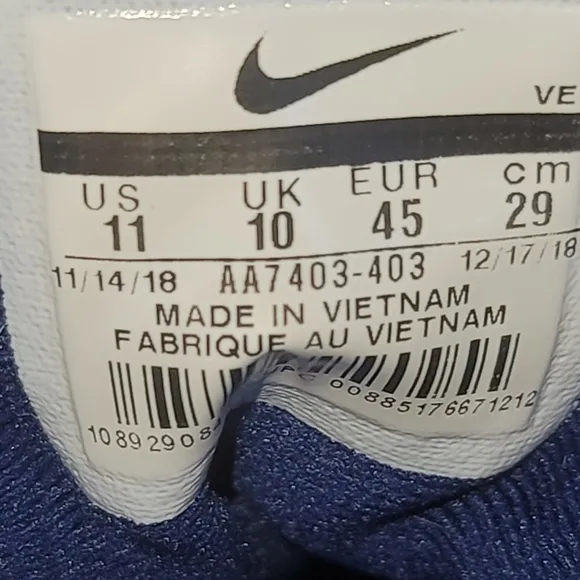 VE
US UK EUR cm
11 10 45 29
11/14/18 AA7403-403 12/17/18
MADE IN VIETNAM
FABRIQUE AU VIETNAM
UPC 00885176671212